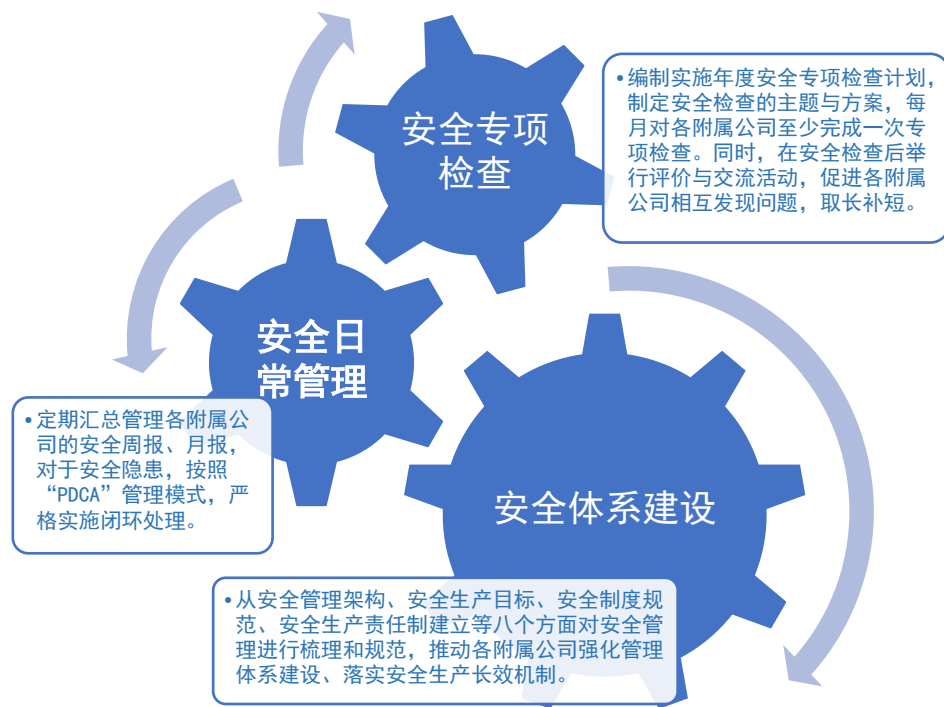 安全专项
检查
•编制实施年度安全专项检查计划，
制定安全检查的主题与方案，每
月对各附属公司至少完成一次专
项检查。同时，在安全检查后举
行评价与交流活动，促进各附属
公司相互发现问题，取长补短。
安全日
常管理
•定期汇总管理各附属公
司的安全周报、月报，
对于安全隐患，按照
“PDCA”管理模式，严
格实施闭环处理。
安全体系建设
•从安全管理架构、安全生产目标、安全制度规
范、安全生产责任制建立等八个方面对安全管
理进行梳理和规范，推动各附属公司强化管理
体系建设、落实安全生产长效机制。